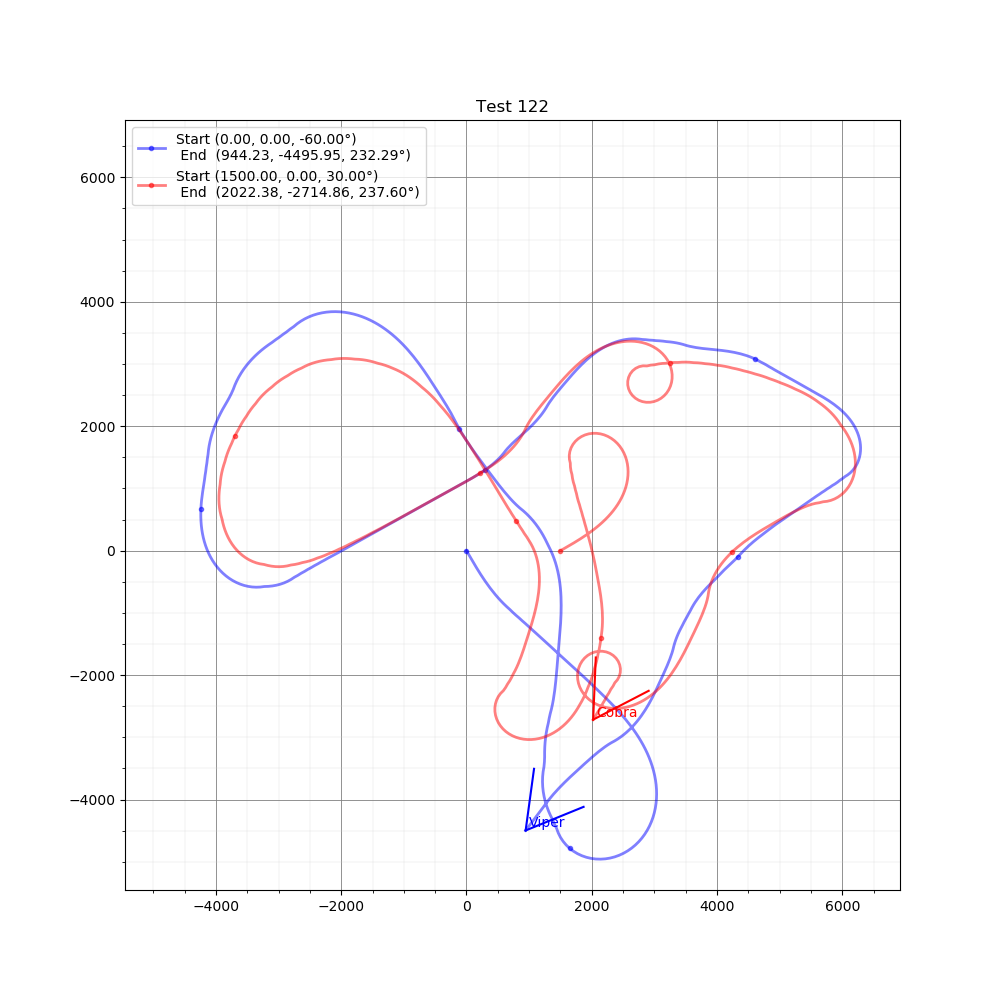 Test 122
Start (0.00, 0.00, -60.00°)
End  (944.23, -4495.95, 232.29°)
Start (1500.00, 0.00, 30.00°)
End  (2022.38, -2714.86, 237.60°)
6000
4000
2000
0
−2000
−4000
Cobra
Viper
−4000 −2000 0 2000 4000 6000